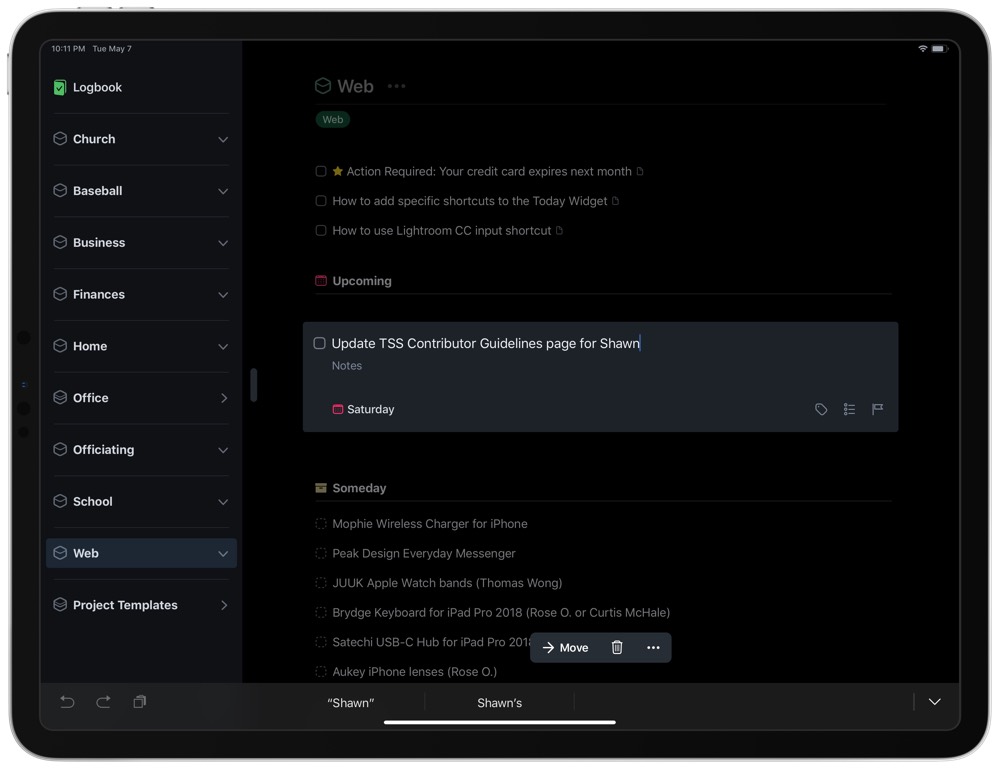 10:11 PM Tue May 7
Logbook
Church
Baseball
Business
Finances
Home
Office
Officiating
School
Web
Project Templates
Web
Web
Action Required: Your credit card expires next month
How to add specific shortcuts to the Today Widget
How to use Lightroom CC input shortcut
Upcoming
Update TSS Contributor Guidelines page for Shawn
Notes
Saturday
Someday
Mophie Wireless Charger for iPhone
Peak Design Everyday Messenger
JUUK Apple Watch bands (Thomas Wong)
Brydge Keyboard for iPad Pro 2018 (Rose O. or Curtis McHale)
Satechi USB-C Hub for iPad Pro 201
Move
Aukey iPhone lenses (Rose O.)
“Shawn” Shawn’s